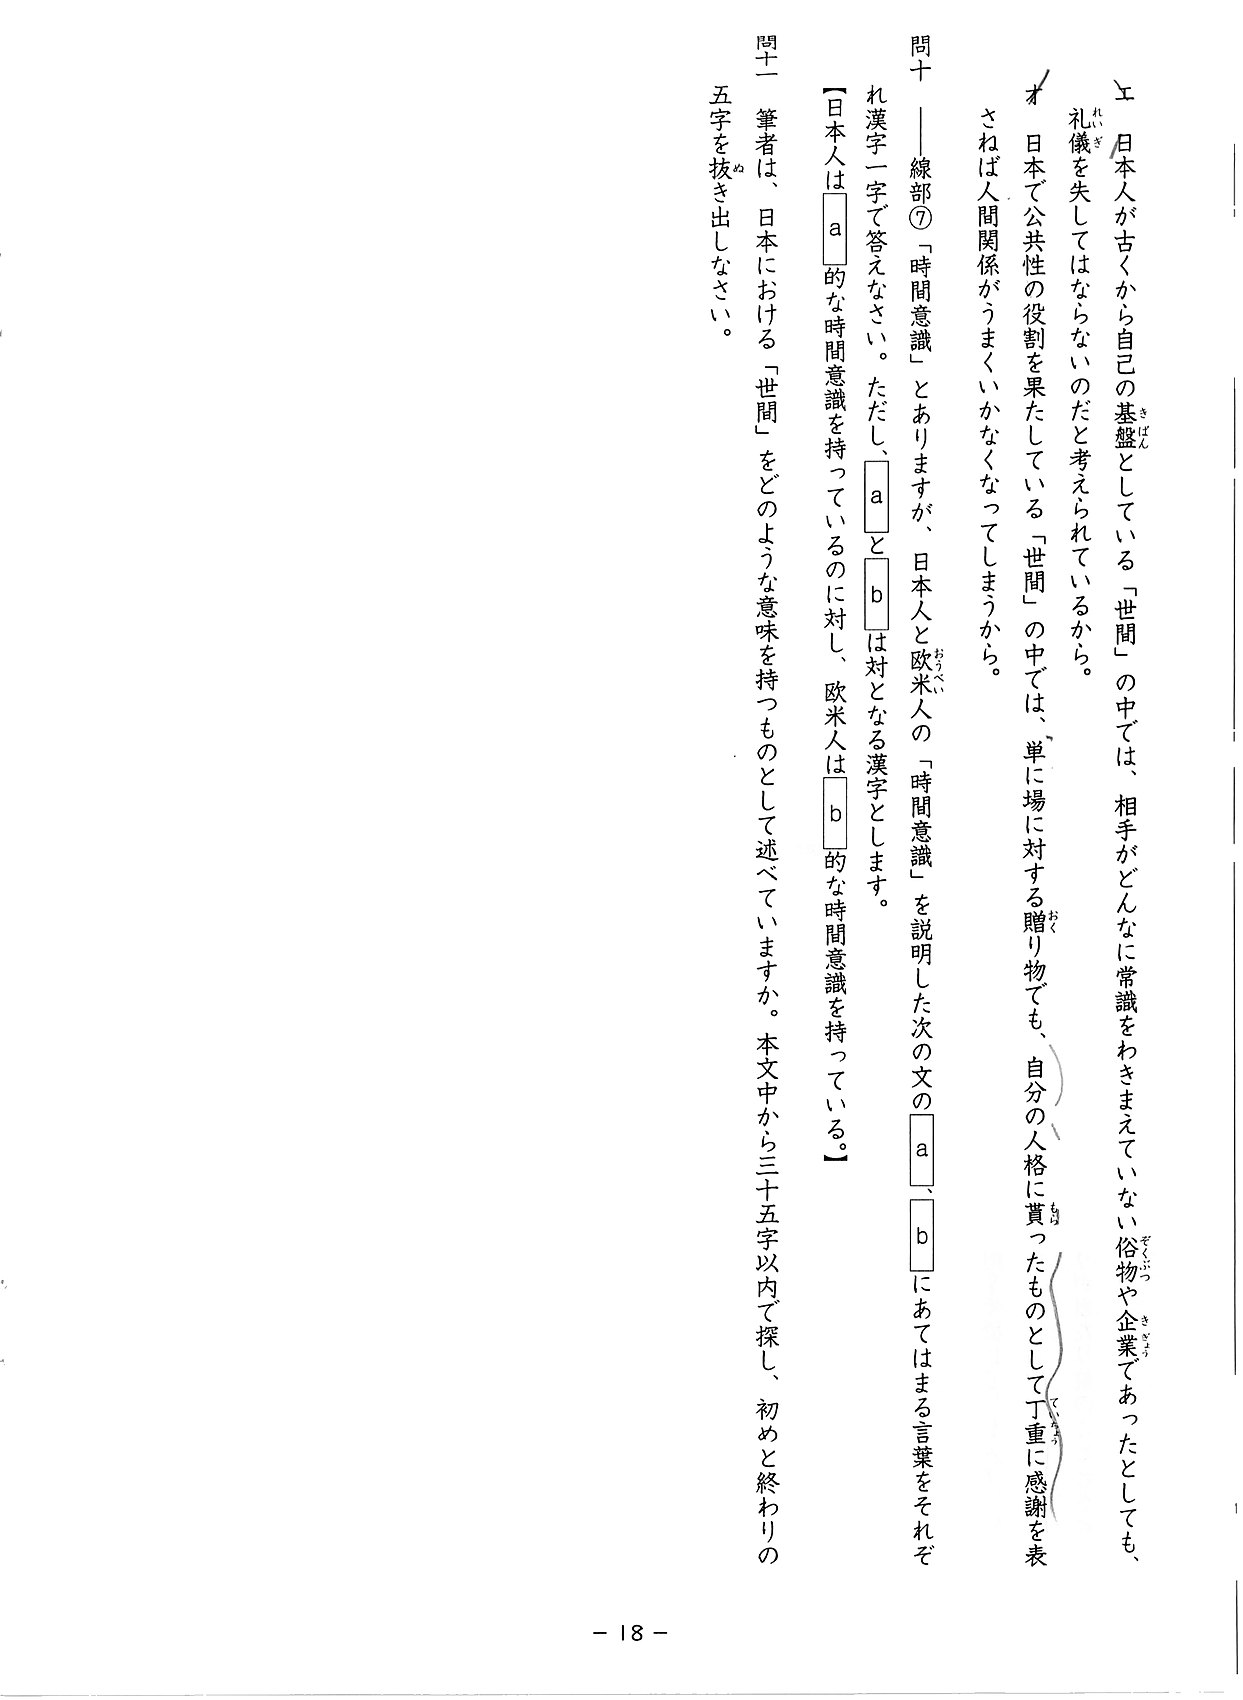 エ　日本人が古くから自己の基盤としている「世間」の中では、相手がどんなに常識をわきまえていない俗物や企業であったとしても、
礼儀を失してはならないのだと考えられているから。
オ　日本で公共性の役割を果たしている「世間」の中では、単に場に対する贈り物でも、自分の人格に貰ったものとして丁重に感謝を表
さねば人間関係がうまくいかなくなってしまうから。
問十　――線部⑦「時間意識」とありますが、日本人と欧米人の「時間意識」を説明した次の文のa、bにあてはまる言葉をそれぞ
れ漢字一字で答えなさい。ただし、aとbは対となる漢字とします。
【日本人はa的な時間意識を持っているのに対し、欧米人はb的な時間意識を持っている。】
問十一　筆者は、日本における「世間」をどのような意味を持つものとして述べていますか。本文中から三十五字以内で探し、初めと終わりの
五字を抜き出しなさい。
－18－